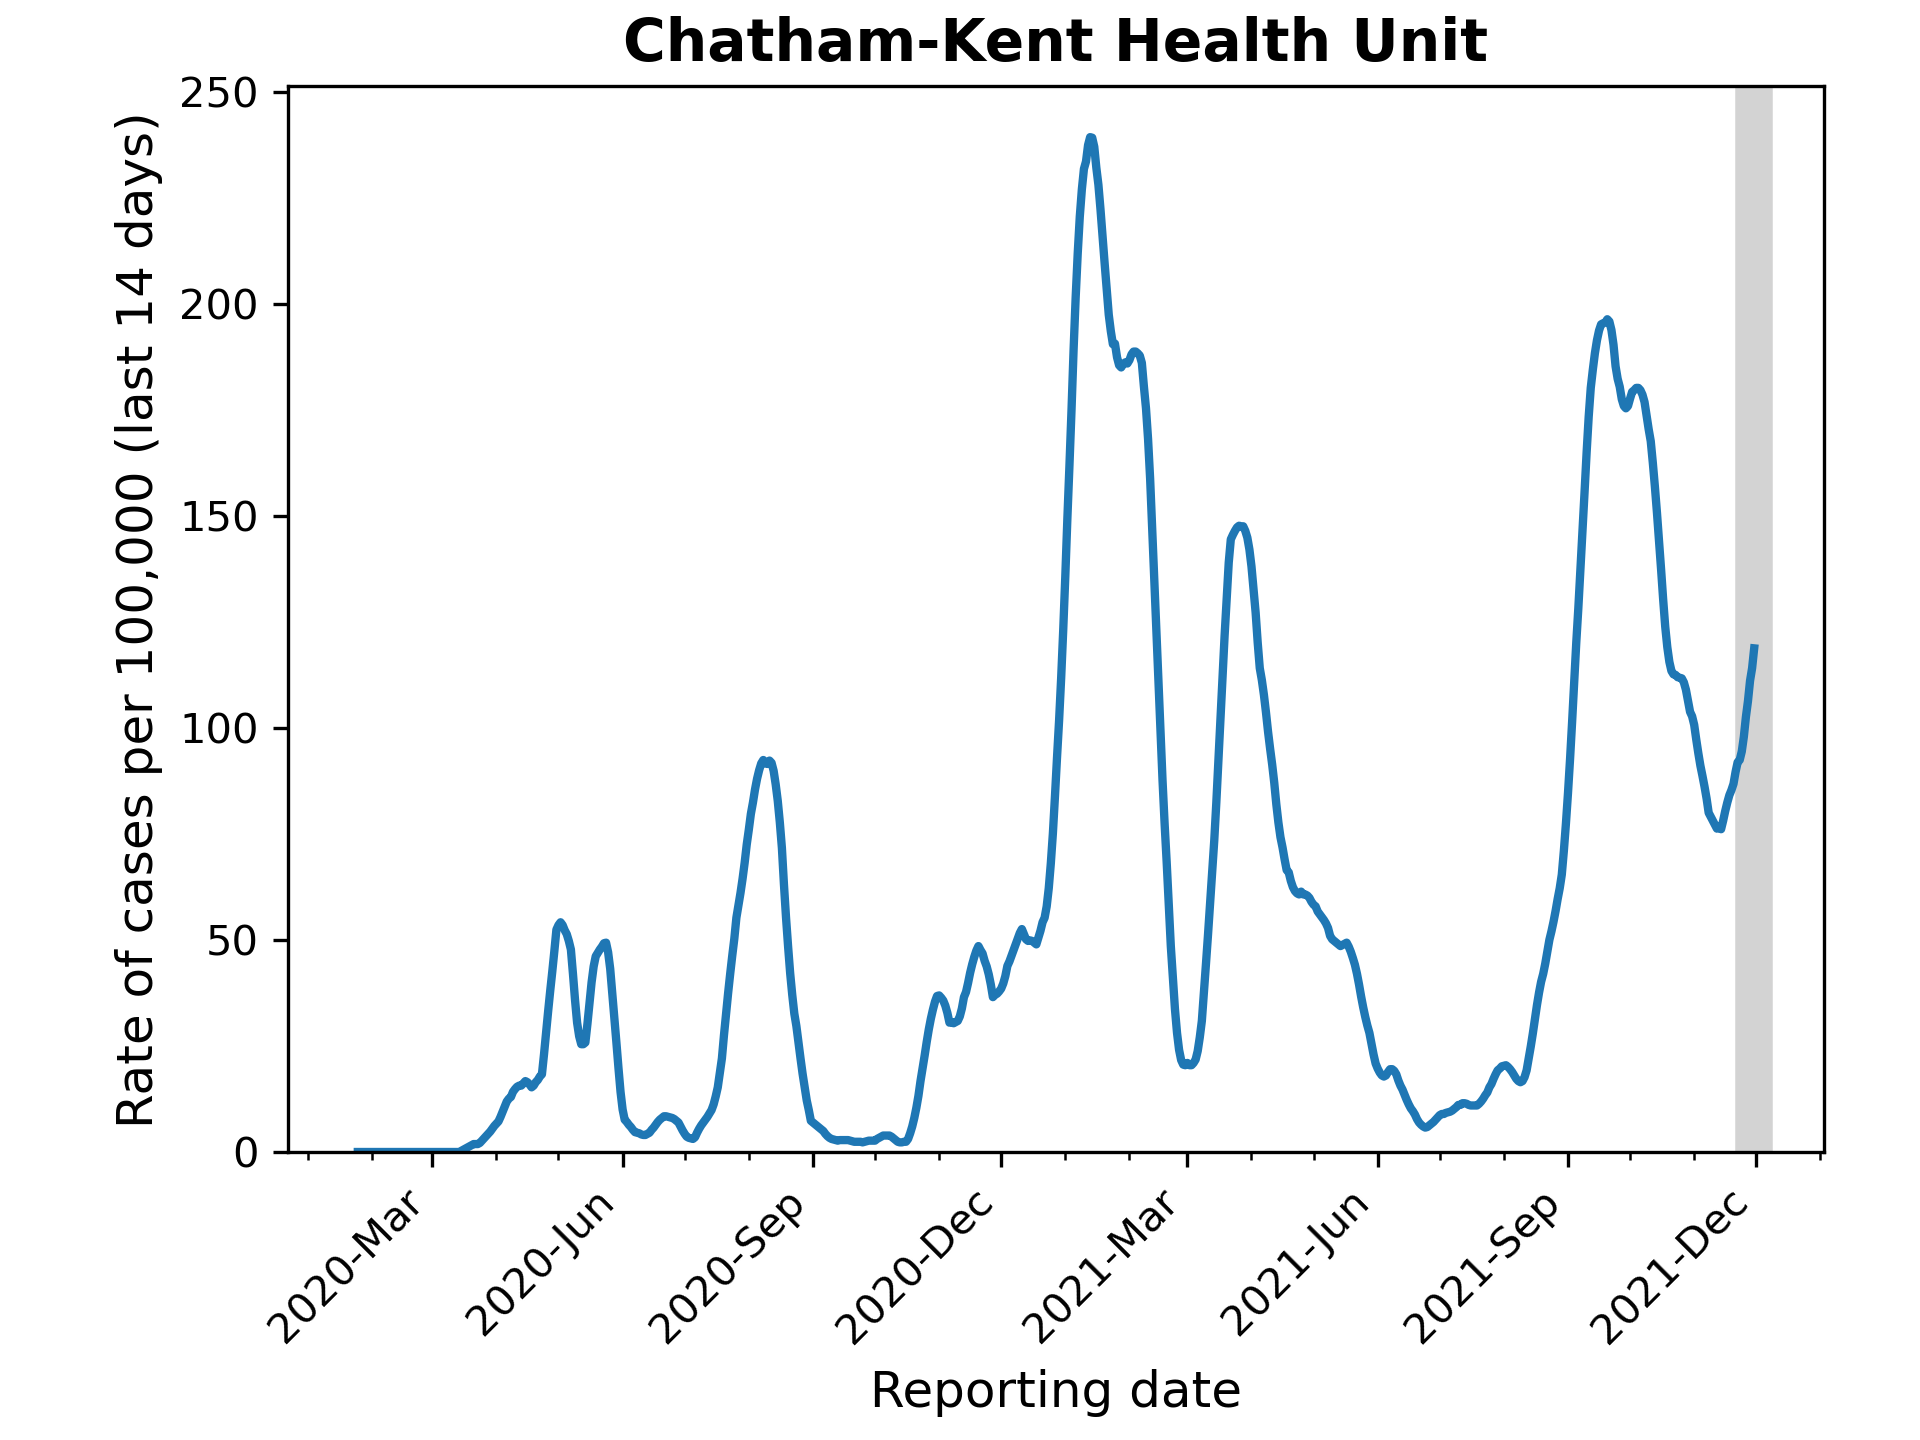 Chatham-Kent Health Unit
Rate of cases per 100,000 (last 14 days)
250
200
150
100
50
0
2020-Mar
2020-Jun
2020-Sep
2020-Dec
2021-Mar
2021-Jun
2021-Sep
2021-Dec
Reporting date